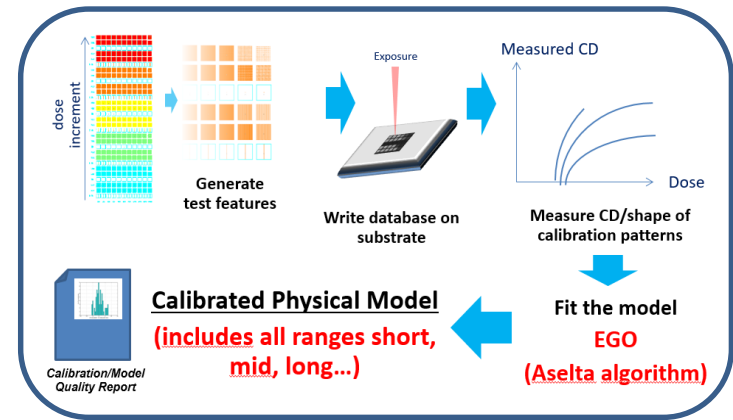 dose
increment
Generate
test features
Exposure
Write database on
substrate
Measured CD
Dose
Measure CD/shape of
calibration patterns
Fit the model
EGO
(Aselta algorithm)
Calibrated Physical Model
(includes all ranges short,
mid, long…)
Calibration/Model
Quality Report